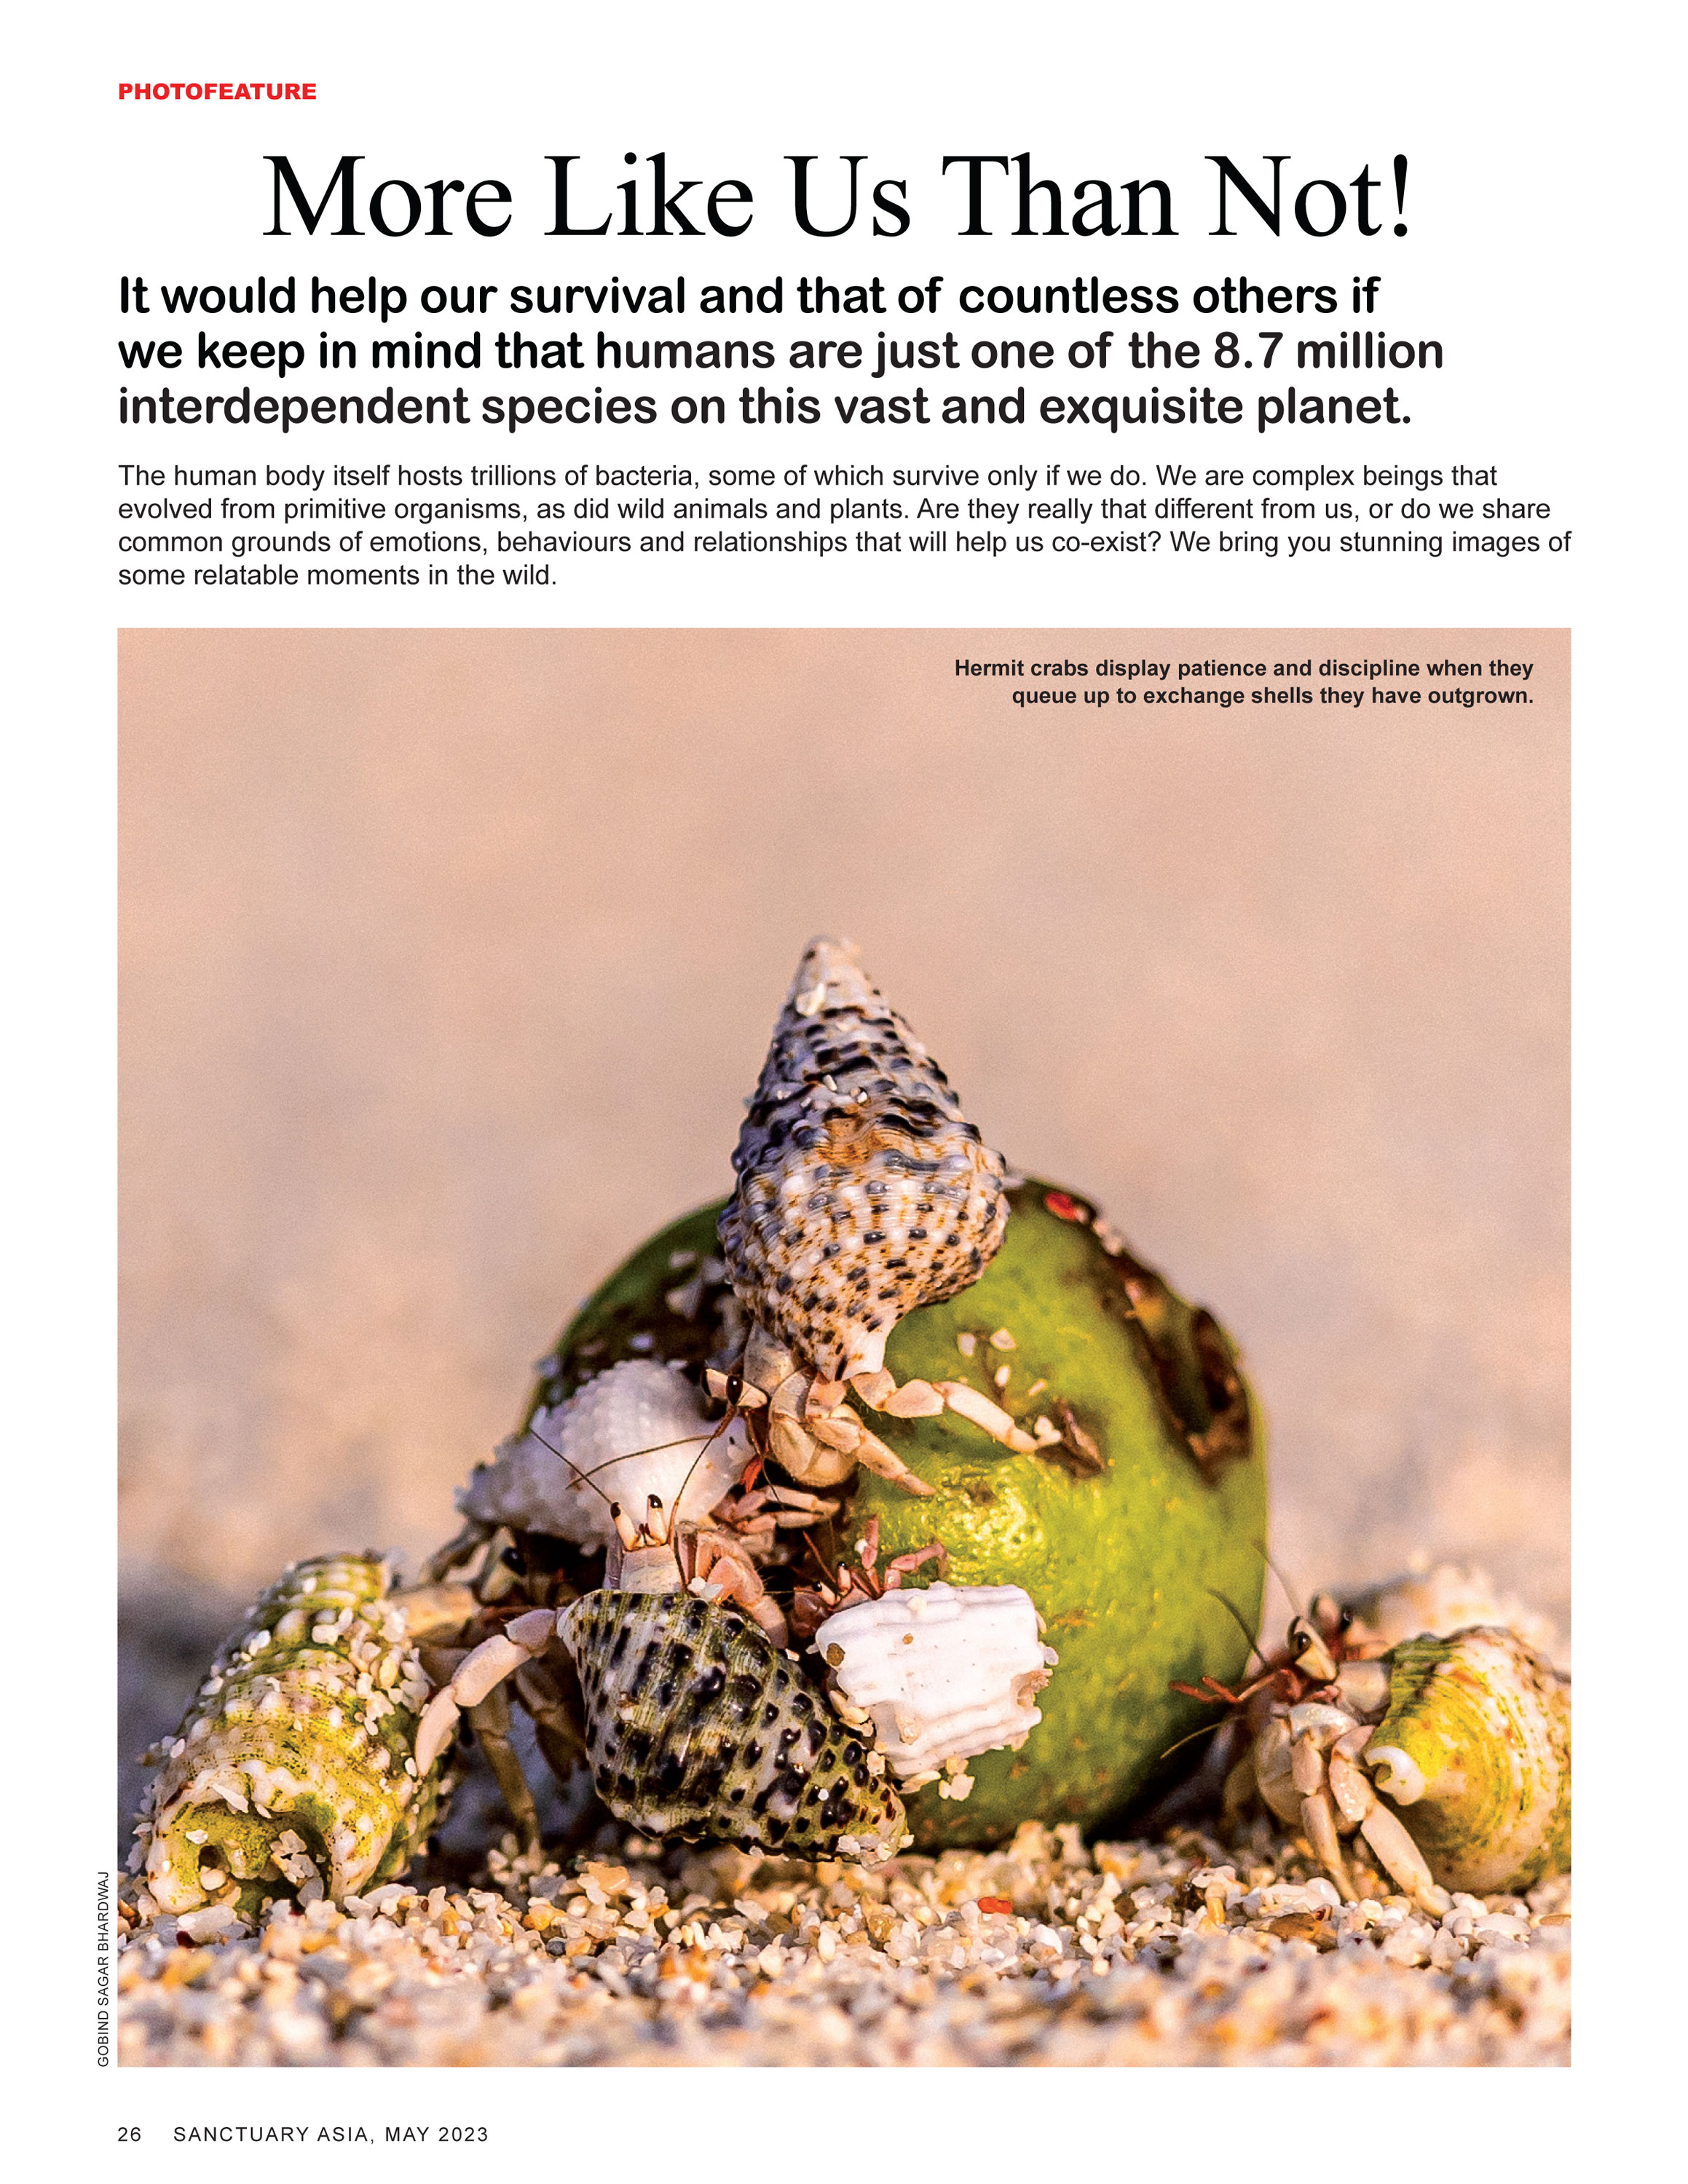 PHOTOFEATURE
More Like Us Than Not!
It would help our survival and that of countless others if
we keep in mind that humans are just one of the 8.7 million
interdependent species on this vast and exquisite planet.
The human body itself hosts trillions of bacteria, some of which survive only if we do. We are complex beings that
evolved from primitive organisms, as did wild animals and plants. Are they really that different from us, or do we share
common grounds of emotions, behaviours and relationships that will help us co-exist? We bring you stunning images of
some relatable moments in the wild.
Hermit crabs display patience and discipline when they
queue up to exchange shells they have outgrown.
GOBIND SAGAR BHARDWAJ
26 SANCTUARY ASIA, MAY 2023